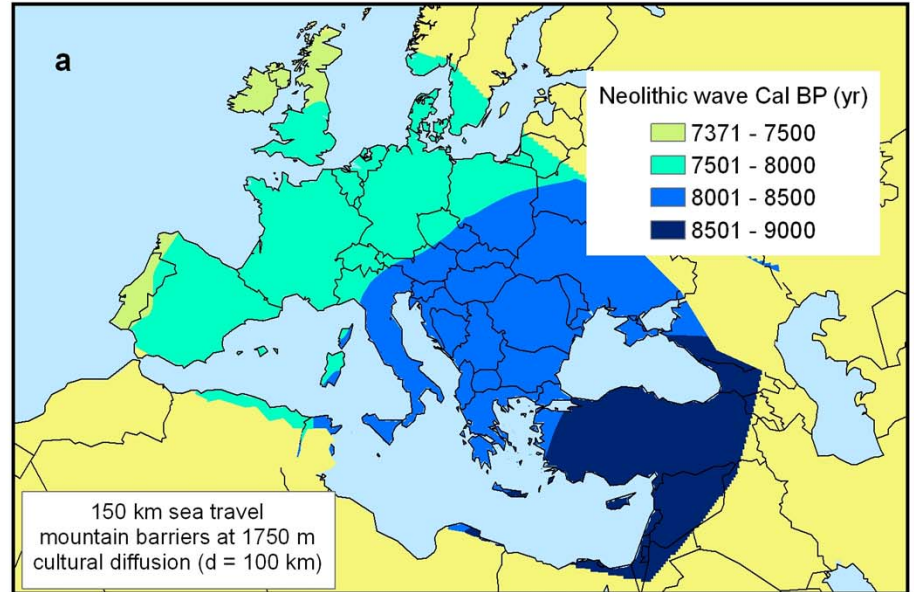 a
Neolithic wave Cal BP (yr)
7371 - 7500
7501 - 8000
8001 - 8500
8501 - 9000
150 km sea travel
mountain barriers at 1750 m
cultural diffusion (d = 100 km)